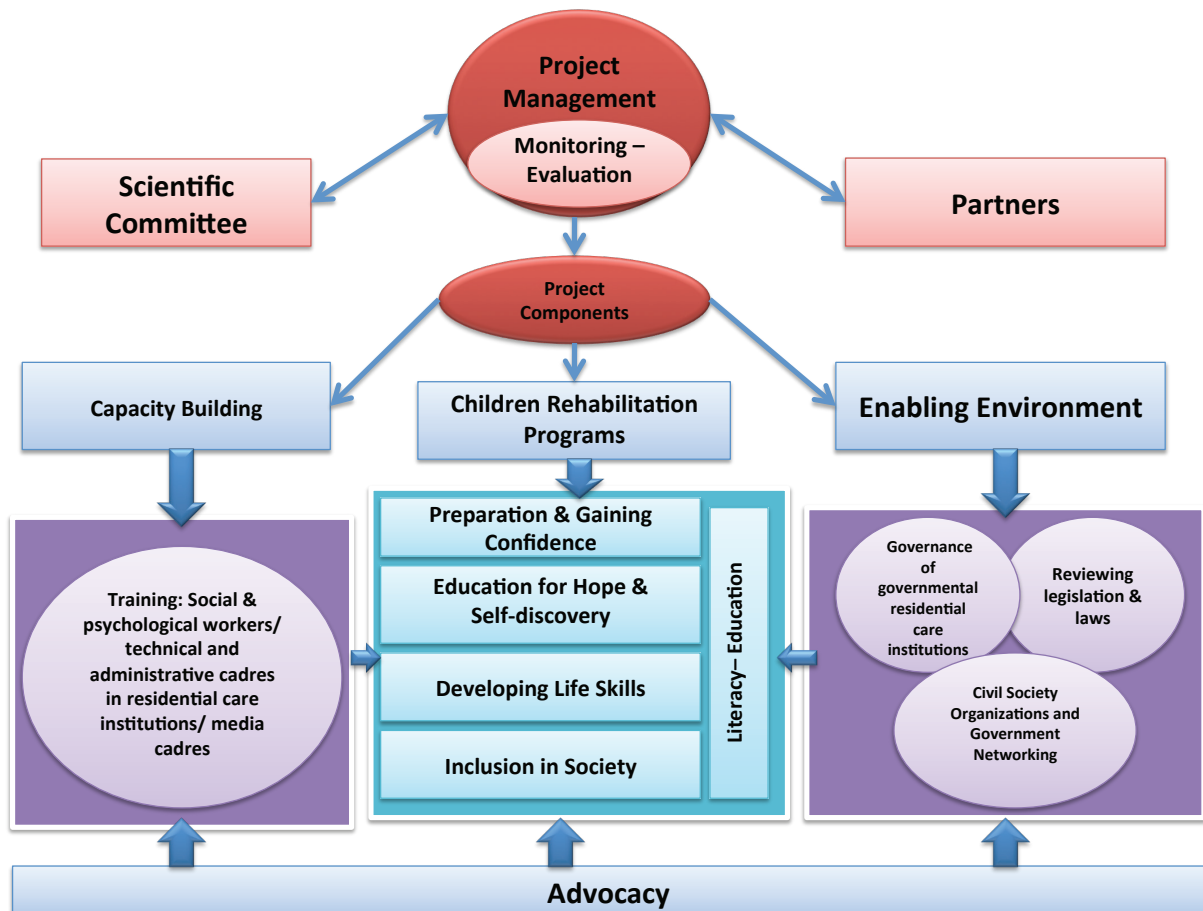 Project
Management
Monitoring –
Evaluation
Scientific
Committee
Partners
Project
Components
Capacity Building
Children Rehabilitation
Programs
Enabling Environment
Training: Social &
psychological workers/
technical and
administrative cadres
in residential care
institutions/ media
cadres
Preparation & Gaining
Confidence
Education for Hope &
Self-discovery
Developing Life Skills
Inclusion in Society
Literacy– Education
Governance
of
governmental
residential
care
institutions
Reviewing
legislation &
laws
Civil Society
Organizations and
Government
Networking
Advocacy